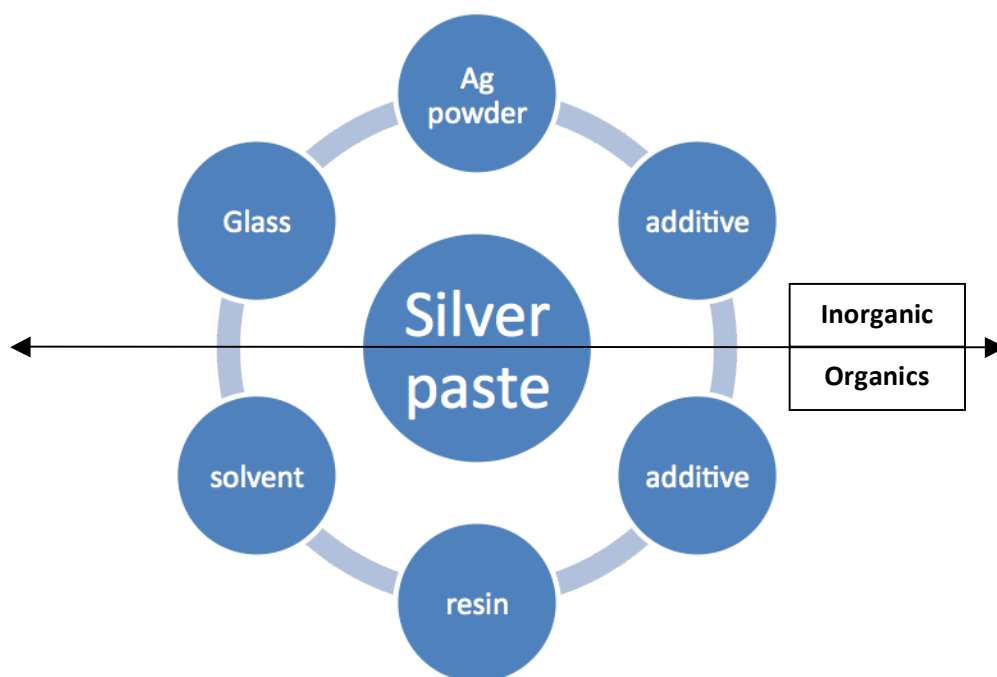 Ag
powder
Glass
additive
Silver
paste
Inorganic
Organics
solvent
additive
resin